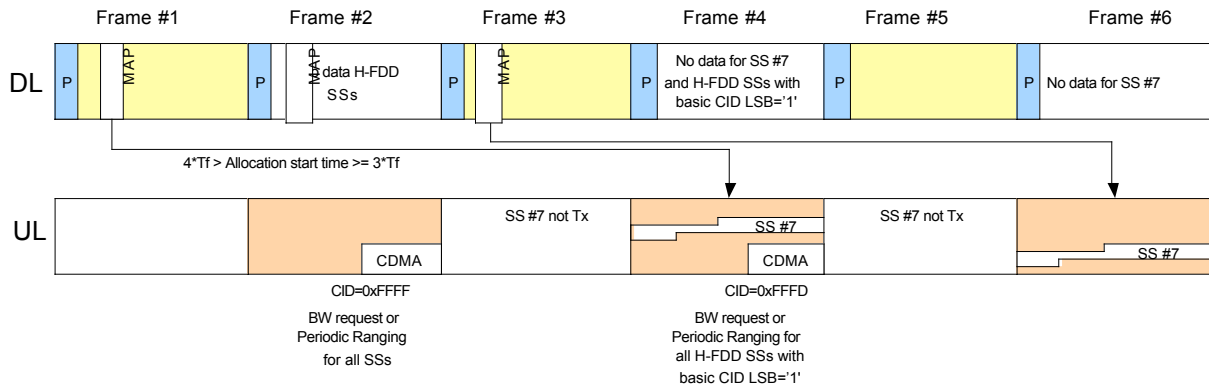 Frame #1
Frame #2
Frame #3
Frame #4
Frame #5
Frame #6
DL
P
MAP
P
MAP
data H-FDD
SSs
P
MAP
P
No data for SS #7
and H-FDD SSs with
basic CID LSB='1'
P
P
No data for SS #7
4*Tf > Allocation start time >= 3*Tf
UL
CDMA
SS #7 not Tx
SS #7
CDMA
SS #7 not Tx
SS #7
CID=0xFFFF
BW request or
Periodic Ranging
for all SSs
CID=0xFFFD
BW request or
Periodic Ranging for
all H-FDD SSs with
basic CID LSB='1'